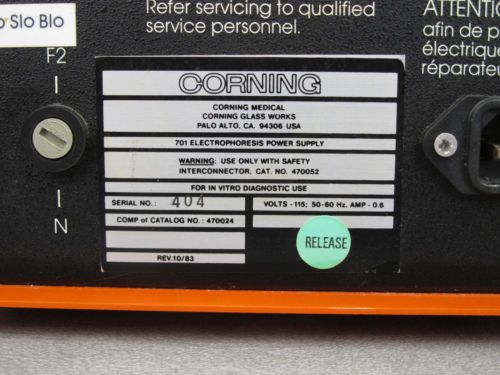 Slo Blo
F2
I
I
N
Refer servicing to qualified
service personnel.
ATTENTI
afin de p
électrique
réparate
CORNING
CORNING MEDICAL
CORNING GLASS WORKS
PALO ALTO, CA. 94306 USA
701 ELECTROPHORESIS POWER SUPPLY
WARNING: USE ONLY WITH SAFETY
INTERCONNECTOR, CAT. NO. 470052
FOR IN VITRO DIAGNOSTIC USE
SERIAL NO.: 404
VOLTS - 115; 50-60 Hz. AMP - 0.6
COMP of CATALOG NO.: 470024
REV.10/83
RELEASE